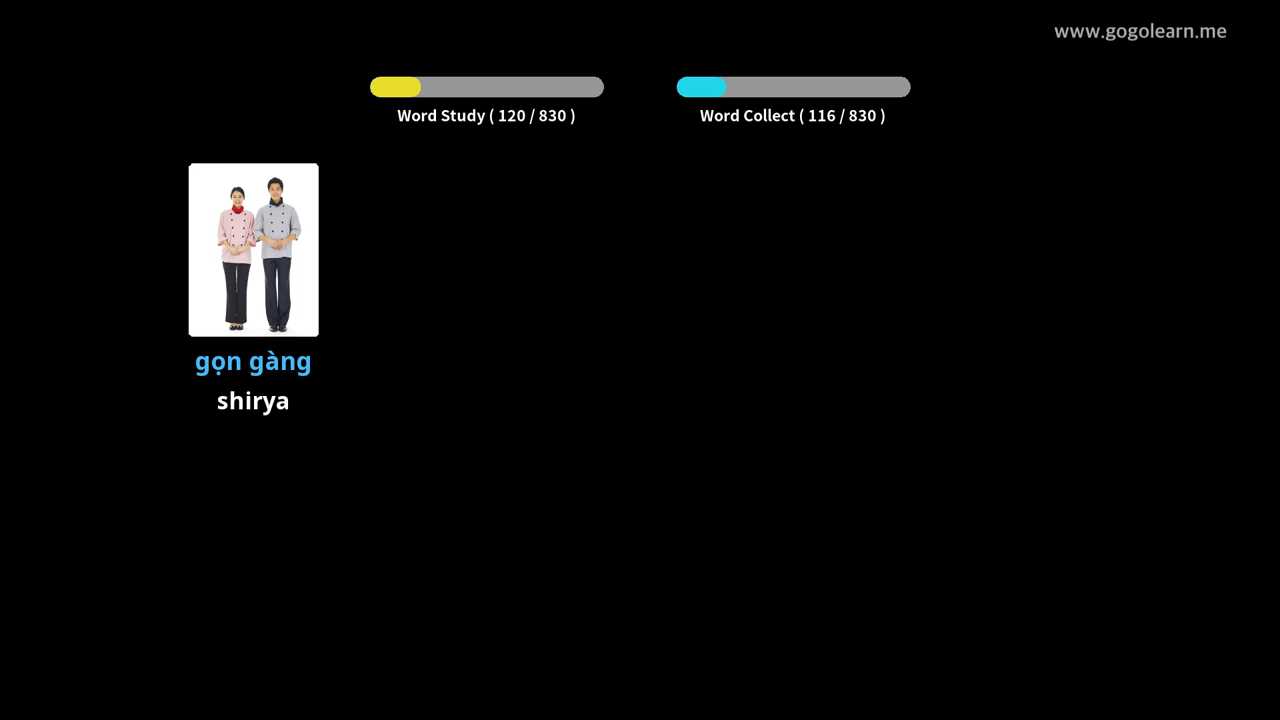 www.gogolearn.me
Word Study ( 120 / 830 )
Word Collect ( 116 / 830 )
gọn gàng
shirya